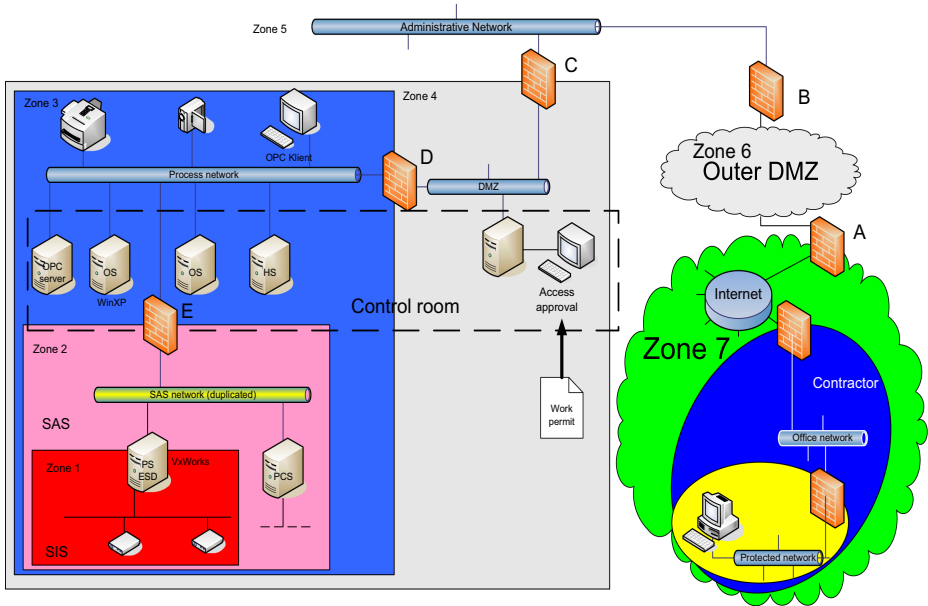 Zone 5
Administrative Network
C
B
Zone 3
Zone 4
OPC Klient
D
Process network
DMZ
Zone 6
Outer DMZ
A
OPC
server
OS
OS
HS
WinXP
E
Control room
Access
approval
Internet
Zone 7
Zone 2
SAS network (duplicated)
SAS
Work
permit
Contractor
Office network
Zone 1
PS
ESD
VxWorks
PCS
SIS
Protected network